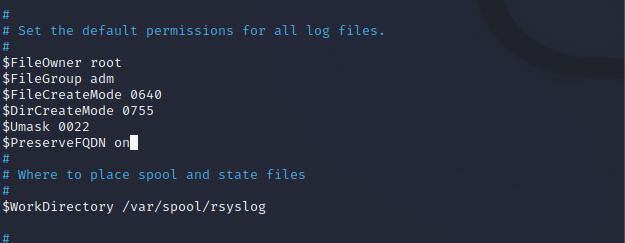 #
# Set the default permissions for all log files.
#
$FileOwner root
$FileGroup adm
$FileCreateMode 0640
$DirCreateMode 0755
$Umask 0022
$PreserveFQDN on
#
# Where to place spool and state files
#
$WorkDirectory /var/spool/rsyslog
#